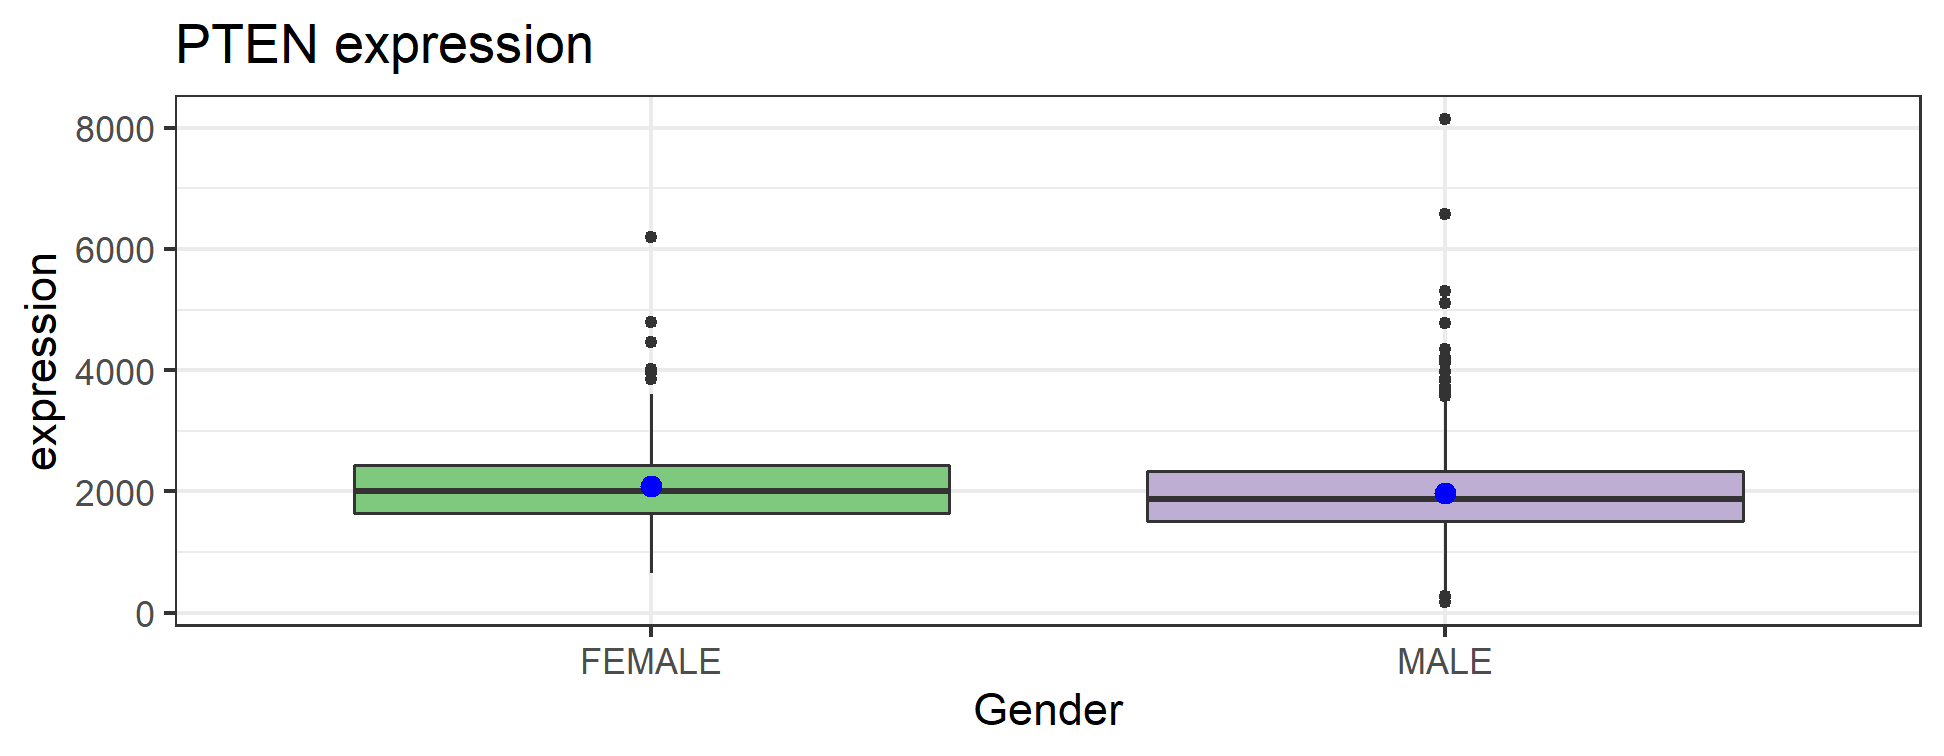 PTEN expression
8000
6000
4000
2000
0
expression
FEMALE
MALE
Gender